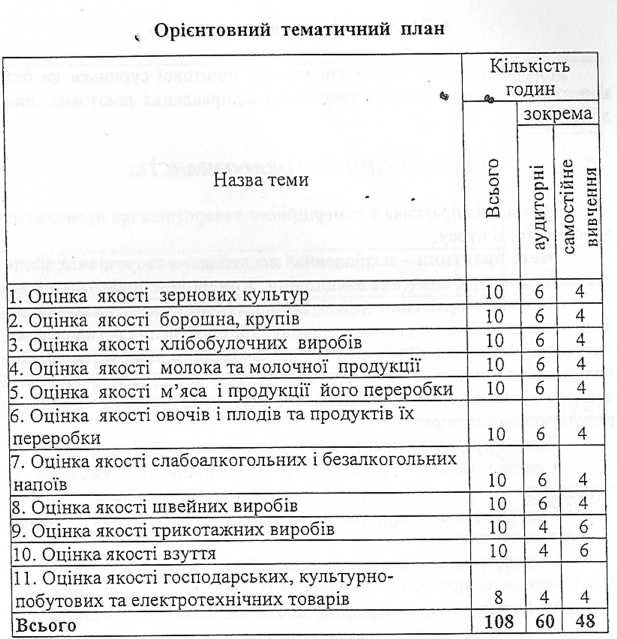 Орієнтовний тематичний план
Назва теми
Кількість
годин
Всього
зокрема
аудиторні
самостійне
вивчення
1. Оцінка якості зернових культур 10 6 4
2. Оцінка якості борошна, крупів 10 6 4
3. Оцінка якості хлібобулочних виробів 10 6 4
4. Оцінка якості молока та молочної продукції 10 6 4
5. Оцінка якості м’яса і продукції його переробки 10 6 4
6. Оцінка якості овочів і плодів та продуктів їх
переробки 10 6 4
7. Оцінка якості слабоалкогольних і безалкогольних
напоїв 10 6 4
8. Оцінка якості швейних виробів 10 6 4
9. Оцінка якості трикотажних виробів 10 4 6
10. Оцінка якості взуття 10 4 6
11. Оцінка якості господарських, культурно-
побутових та електротехнічних товарів 8 4 4
Всього 108 60 48